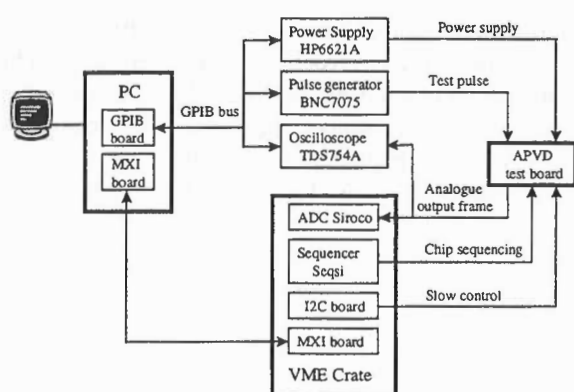 Power Supply
HP6621A
Power supply
PC
Pulse generator
BNC7075
Test pulse
GPIB bus
GPIB
board
Oscilloscope
TDS754A
MXI
board
APVD
test board
Analogue
output frame
ADC Siroco
Sequencer
Seqsi
Chip sequencing
I2C board
Slow control
MXI board
VME Crate